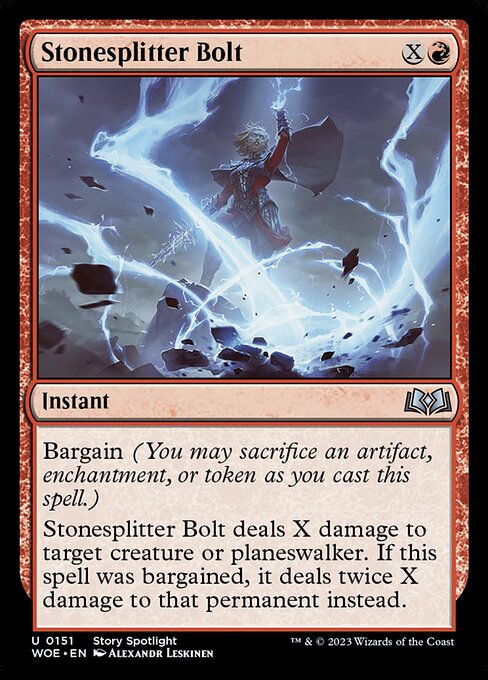 Stonesplitter Bolt X
Instant
Bargain (You may sacrifice an artifact,
enchantment, or token as you cast this
spell.)
Stonesplitter Bolt deals X damage to
target creature or planeswalker. If this
spell was bargained, it deals twice X
damage to that permanent instead.
U 0151 Story Spotlight ™ & © 2023 Wizards of the Coast
WOE • EN Alexandr Leskinen